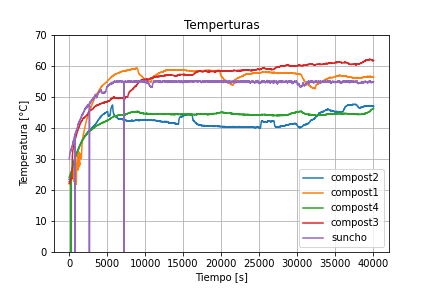 Temperturas
Temperatura [°C]
70
60
50
40
30
20
10
0
0 5000 10000 15000 20000 25000 30000 35000 40000
Tiempo [s]
compost2
compost1
compost4
compost3
suncho